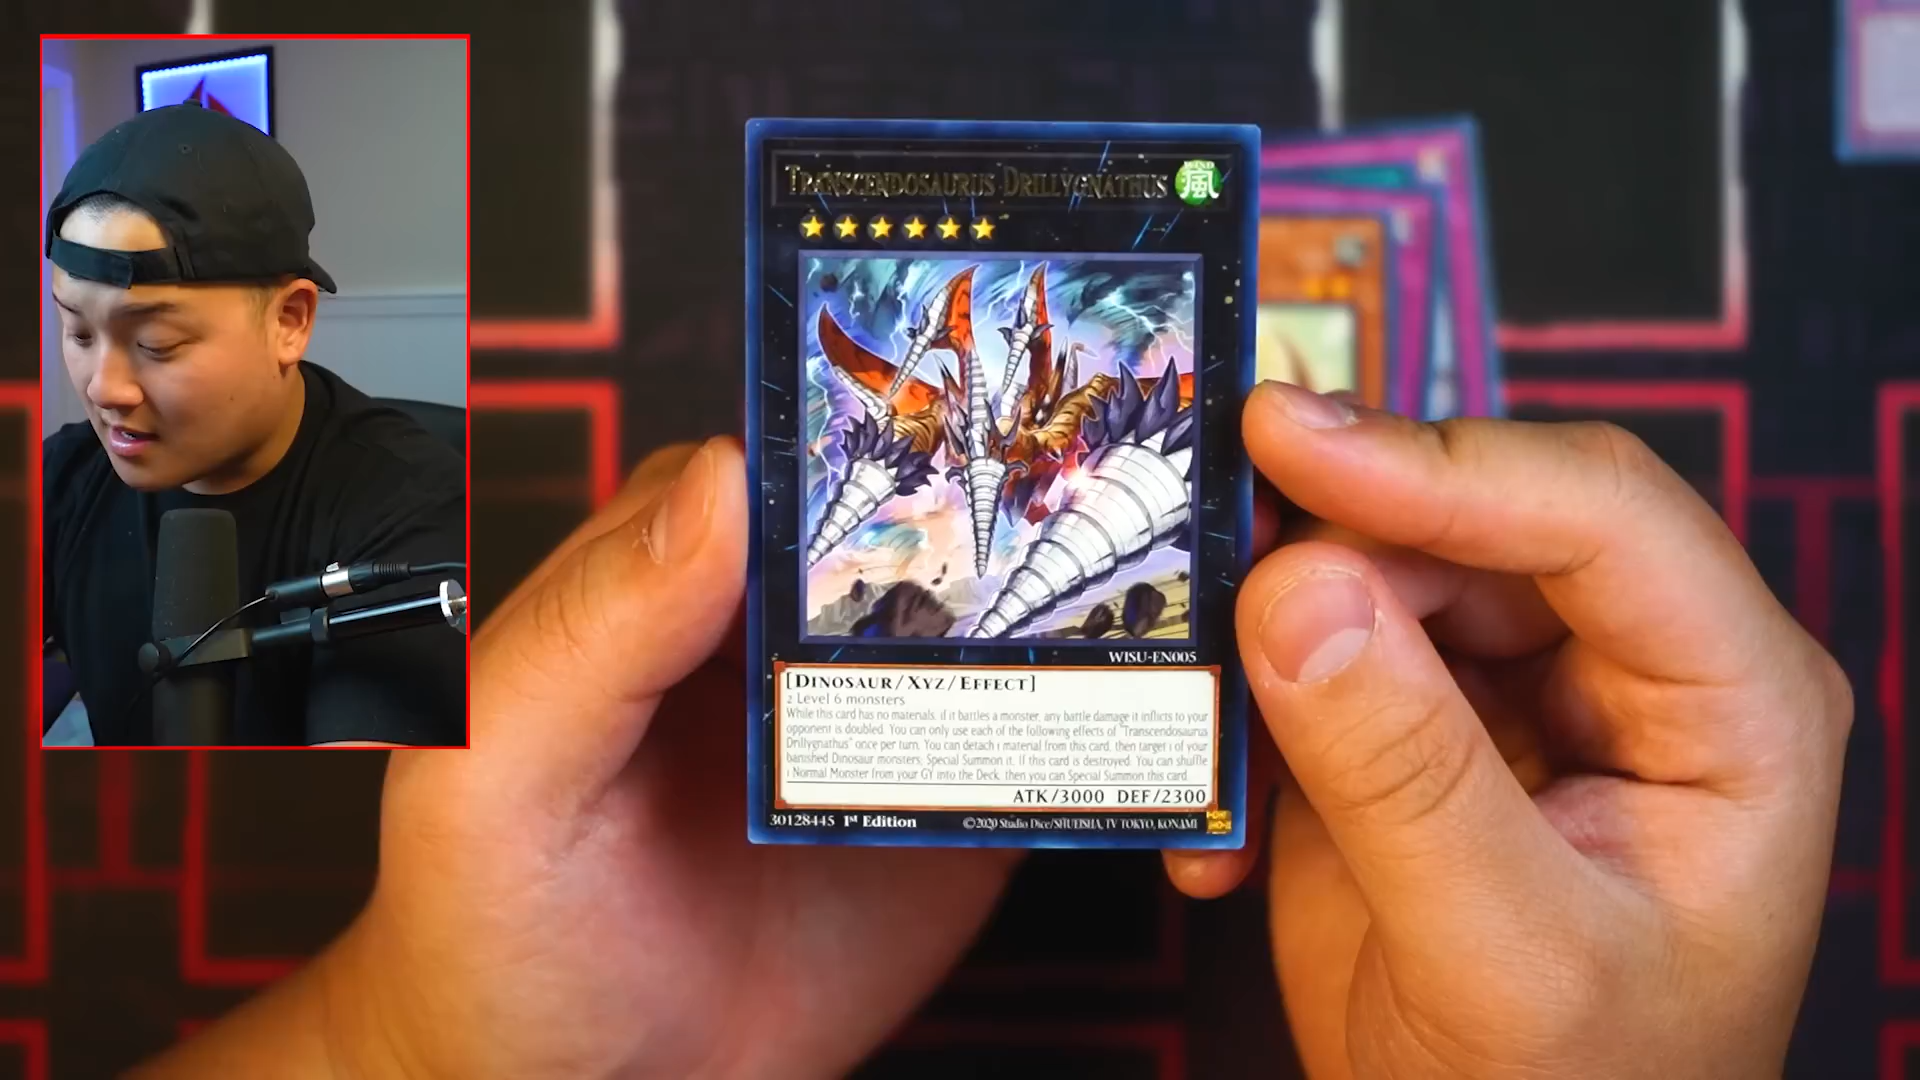 TRANSCENDOSAURUS DRILLYGNATHUS
WIND
風
WISU-EN005
[DINOSAUR/XYZ/EFFECT]
2 Level 6 monsters
While this card has no materials, if it battles a monster, any battle damage it inflicts to your
opponent is doubled. You can only use each of the following effects of "Transcendosaurus
Drillygnathus" once per turn. You can detach 1 material from this card, then target 1 of your
banished Dinosaur monsters; Special Summon it. If this card is destroyed: You can shuffle
1 Normal Monster from your GY into the Deck, then you can Special Summon this card.
ATK/3000 DEF/2300
30128445 1st Edition ©2020 Studio Dice/SHUEISHA, TV TOKYO, KONAMI